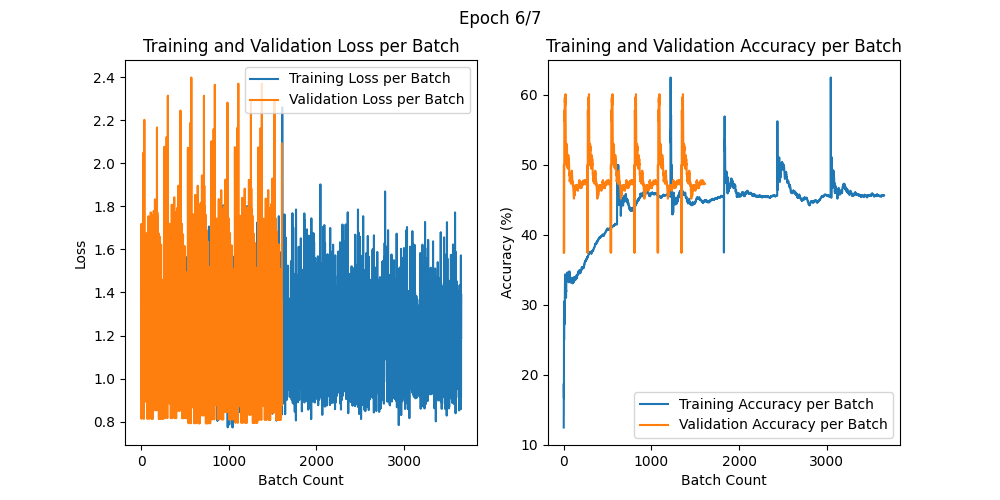 Epoch 6/7
Training and Validation Loss per Batch
Training and Validation Accuracy per Batch
Training Loss per Batch
Validation Loss per Batch
2.4
2.2
2.0
1.8
1.6
1.4
1.2
1.0
0.8
Loss
0 1000 2000 3000
Batch Count
60
50
40
30
20
10
Accuracy (%)
Training Accuracy per Batch
Validation Accuracy per Batch
0 1000 2000 3000
Batch Count